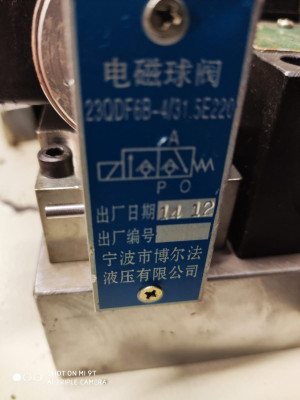 电磁球阀
23QDF6B-4/31.5E220
A
P O
出厂日期 1d 12
出厂编号
宁波市博尔法
液压有限公司
SHOT ON MI 9T
AI TRIPLE CAMERA